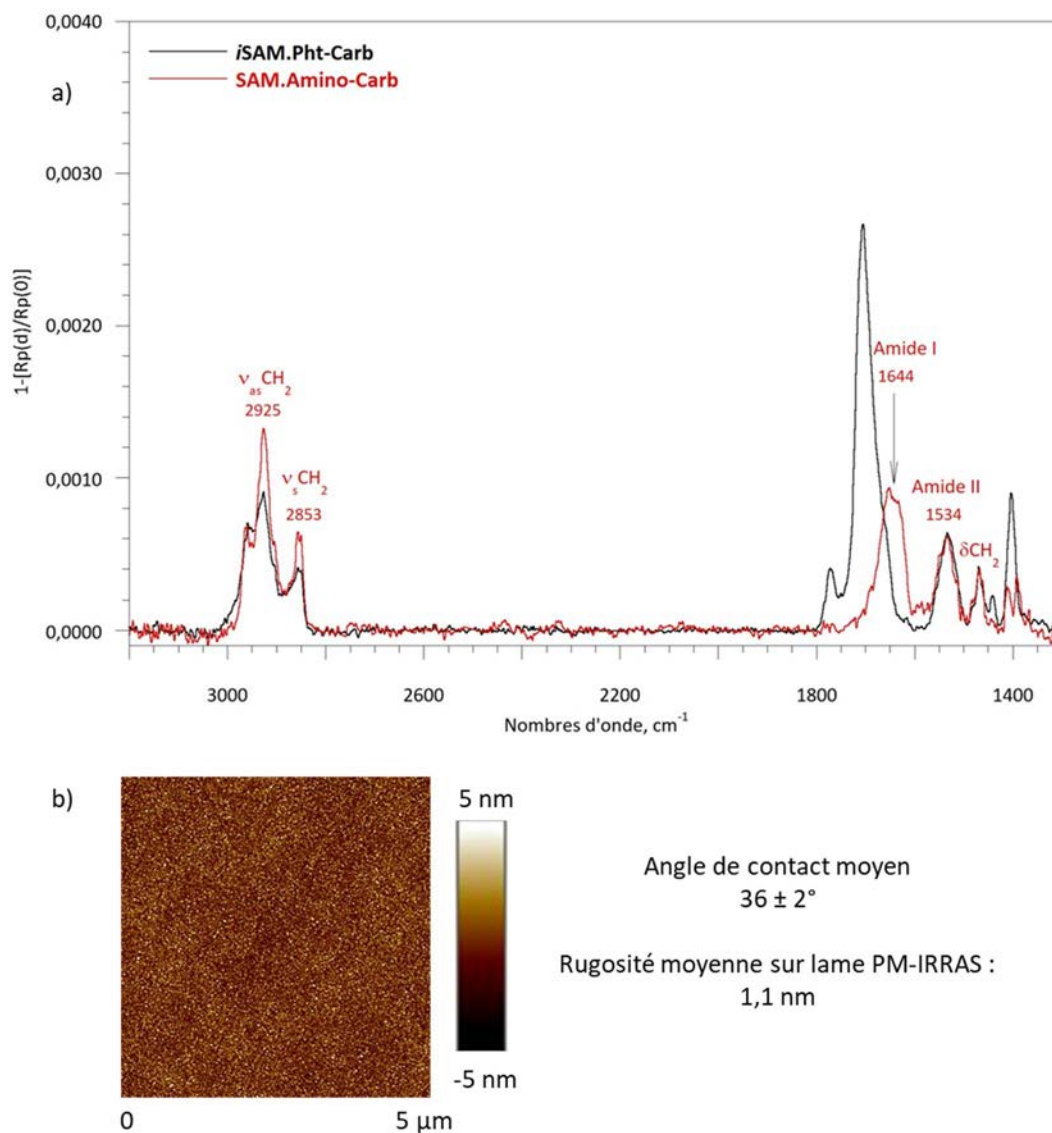 0,0040
iSAM.Pht-Carb
SAM.Amino-Carb
a)
0,0030
1-[Rp(d)/Rp(0)]
0,0020
Amide I
1644
νasCH2
2925
0,0010
νsCH2
2853
Amide II
1534
δCH2
0,0000
3000 2600 2200 1800 1400
Nombres d'onde, cm-1
b)
5 nm
Angle de contact moyen
36 ± 2°
Rugosité moyenne sur lame PM-IRRAS :
1,1 nm
-5 nm
0 5 µm